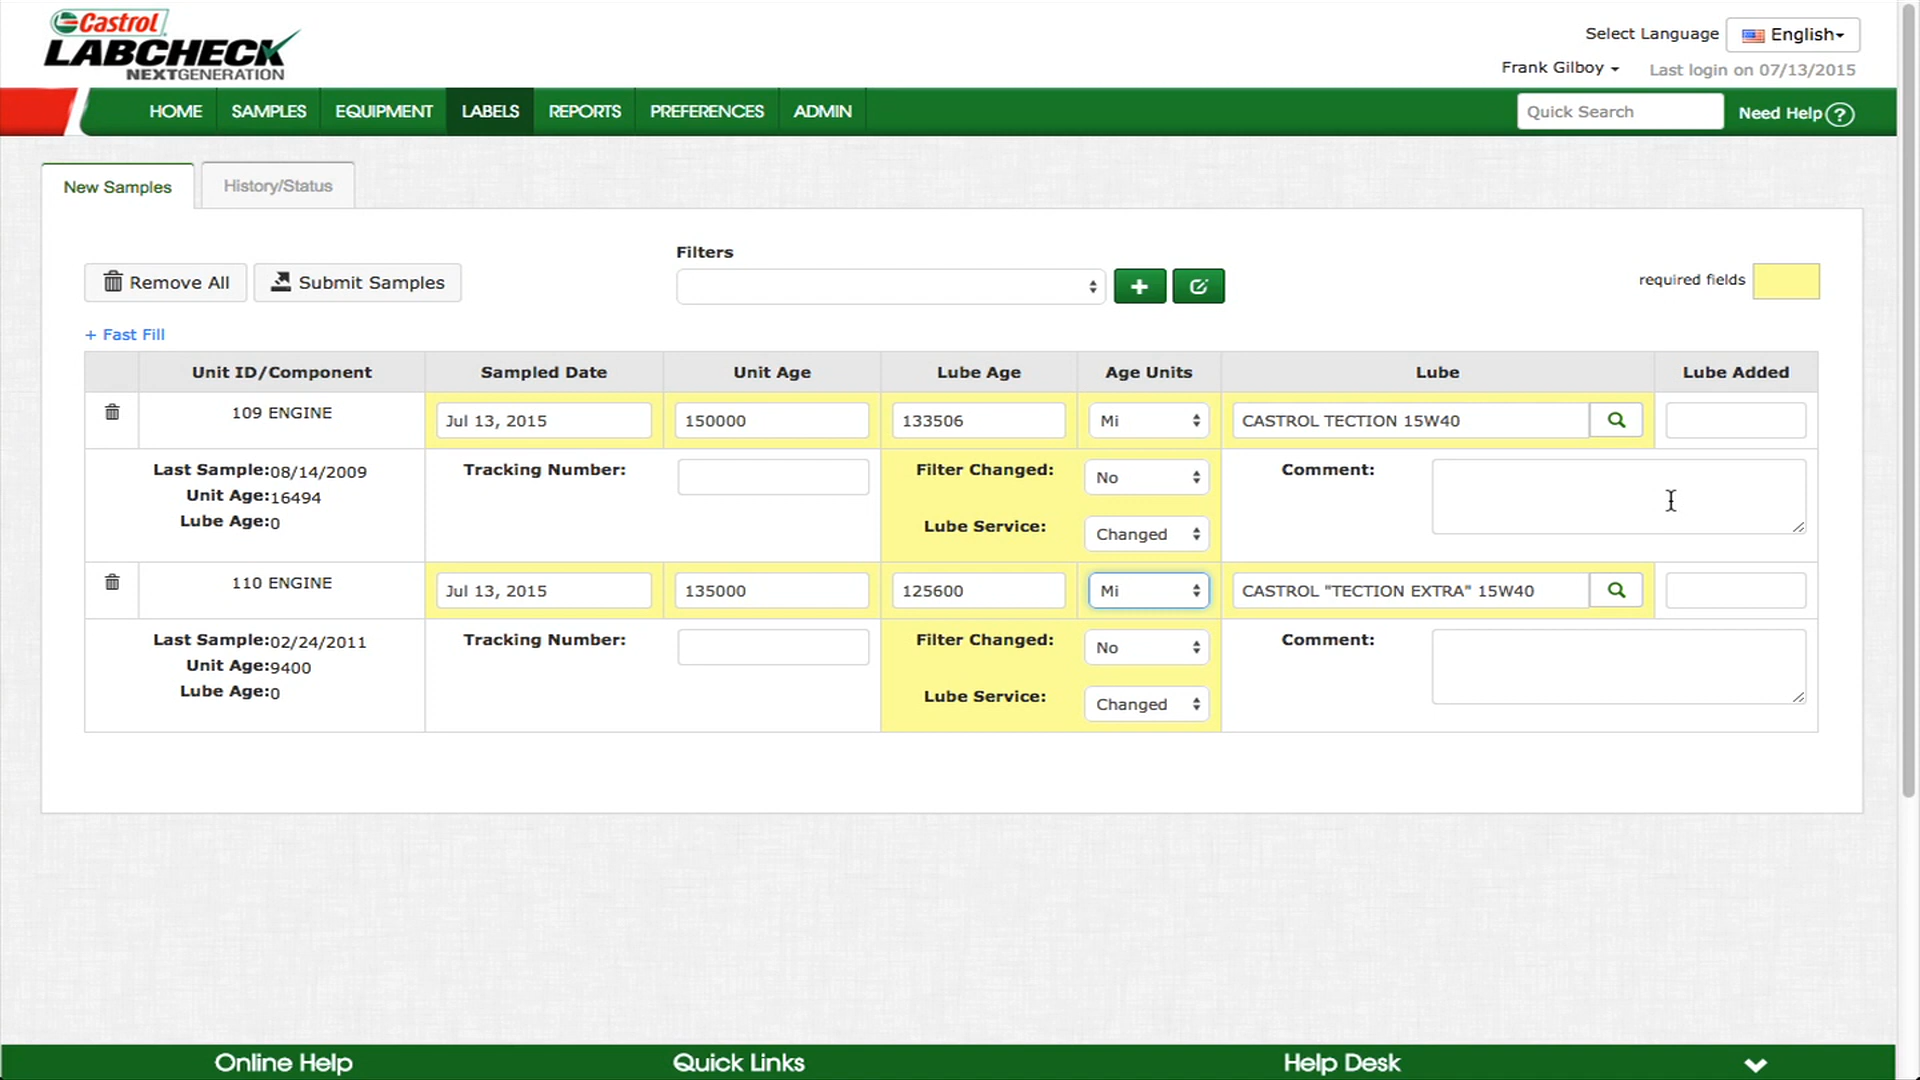 Castrol
LABCHECK
NEXTGENERATION
Select Language English
Frank Gilboy Last login on 07/13/2015
HOME SAMPLES EQUIPMENT LABELS REPORTS PREFERENCES ADMIN Quick Search Need Help ?
New Samples History/Status
Filters
Remove All Submit Samples required fields
+ Fast Fill
Unit ID/Component Sampled Date Unit Age Lube Age Age Units Lube Lube Added
109 ENGINE Jul 13, 2015 150000 133506 Mi CASTROL TECTION 15W40
Last Sample:08/14/2009 Tracking Number: Filter Changed: No Comment:
Unit Age:16494
Lube Age:0 Lube Service: Changed
110 ENGINE Jul 13, 2015 135000 125600 Mi CASTROL "TECTION EXTRA" 15W40
Last Sample:02/24/2011 Tracking Number: Filter Changed: No Comment:
Unit Age:9400
Lube Age:0 Lube Service: Changed
Online Help Quick Links Help Desk